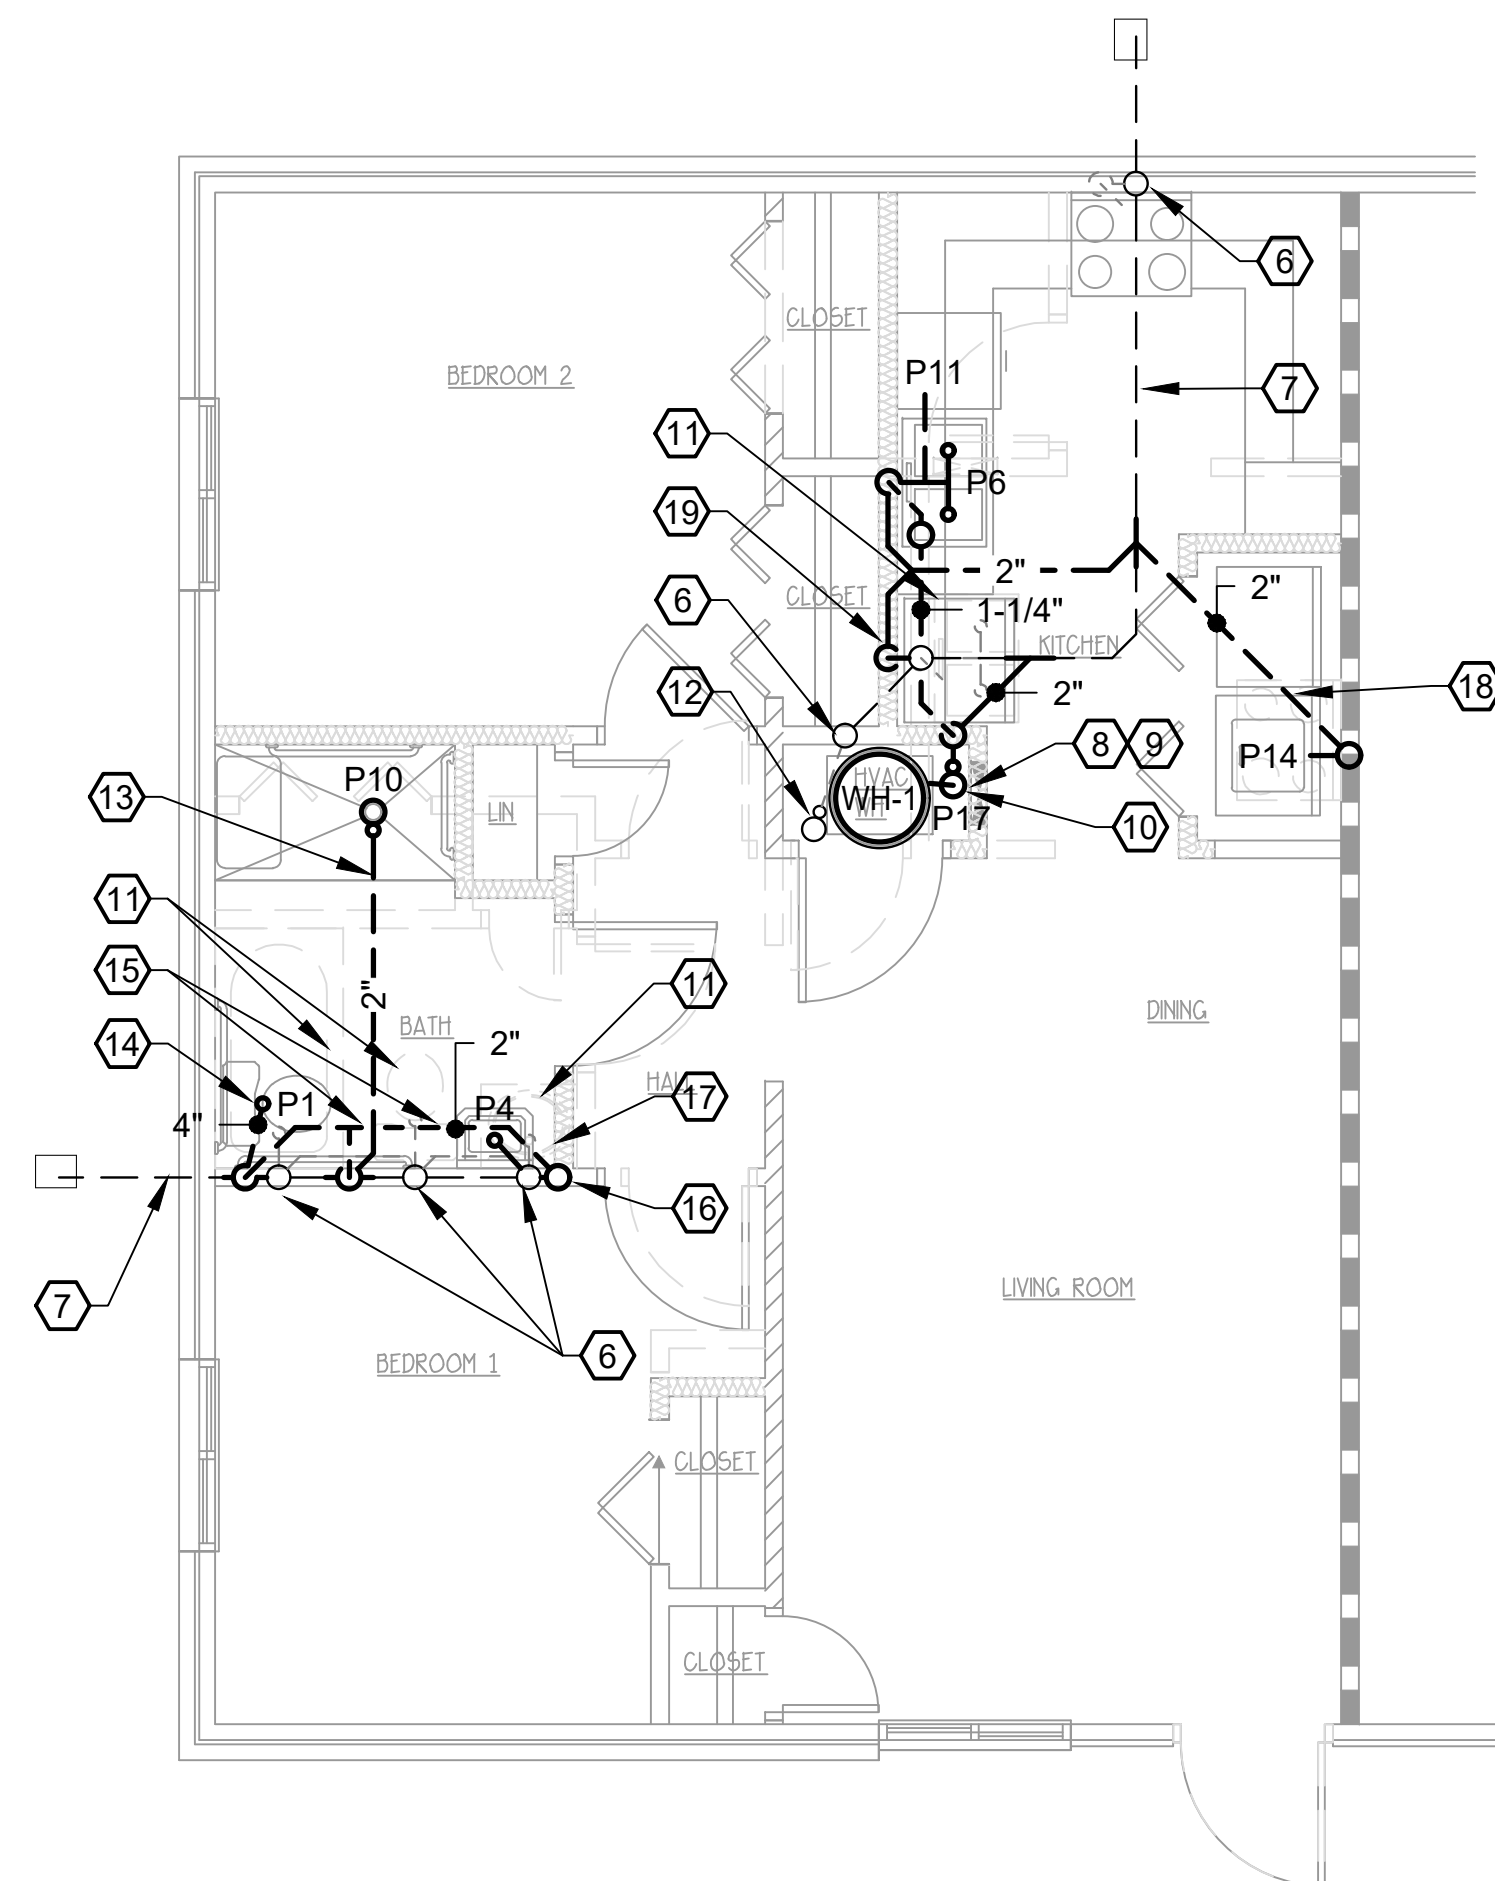 6
CLOSET
P11
BEDROOM 2
7
11
P6
19
2"
2"
6
CLOSET
1-1/4"
KITCHEN
12
2"
18
8
9
P14
P10
HVAC
WH
WH-1
13
LIN
P17
10
11
15
2"
11
DINING
BATH
14
2"
HALL
17
P1
P4
4"
16
LIVING ROOM
7
6
BEDROOM 1
CLOSET
CLOSET